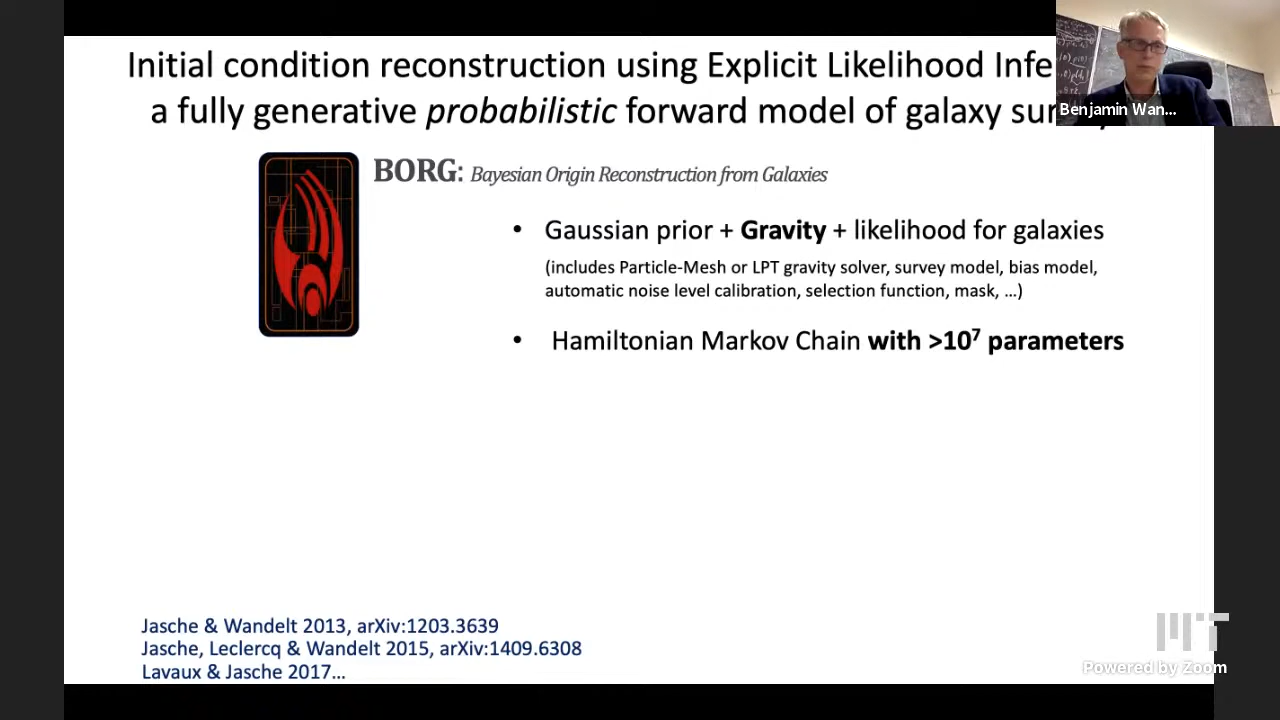 Initial condition reconstruction using Explicit Likelihood Infe
a fully generative probabilistic forward model of galaxy sur
Benjamin Wan...
BORG: Bayesian Origin Reconstruction from Galaxies
• Gaussian prior + Gravity + likelihood for galaxies
(includes Particle-Mesh or LPT gravity solver, survey model, bias model,
automatic noise level calibration, selection function, mask, …)
• Hamiltonian Markov Chain with >10⁷ parameters
Jasche & Wandelt 2013, arXiv:1203.3639
Jasche, Leclercq & Wandelt 2015, arXiv:1409.6308
Lavaux & Jasche 2017…
MIT
Powered by Zoom